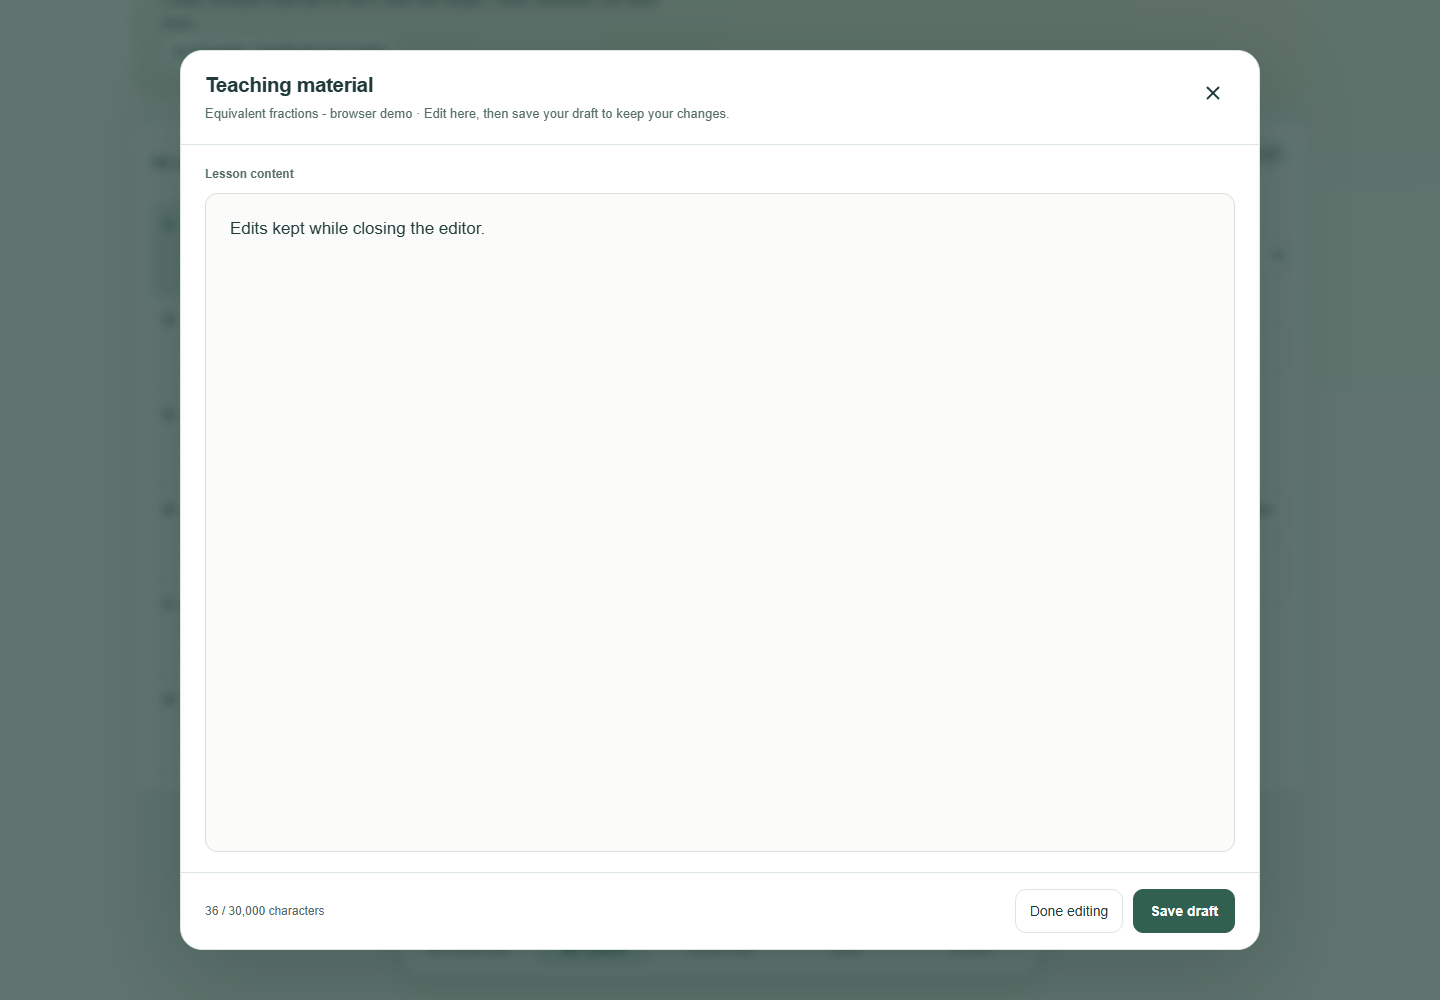 Teaching material
Equivalent fractions - browser demo · Edit here, then save your draft to keep your changes.
Lesson content
Edits kept while closing the editor.
36 / 30,000 characters
Done editing
Save draft